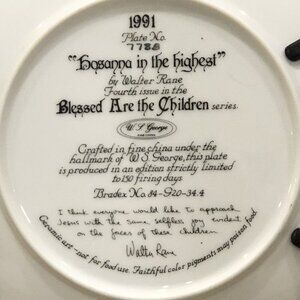 1991
Plate No.
7788
"Hosanna in the highest"
by Walter Rane
Fourth issue in the
Blessed Are the Children series.
W.S. George
Crafted in fine china under the
hallmark of W.S. George, this plate
is produced in an edition strictly limited
to 150 firing days
Bradex No. 84-G20-34.4
I think everyone would like to approach
Jesus with the same selfless joy evident
on the faces of these children
Walter Rane
Ceramic art - not for food use. Faithful color pigments may poison food.